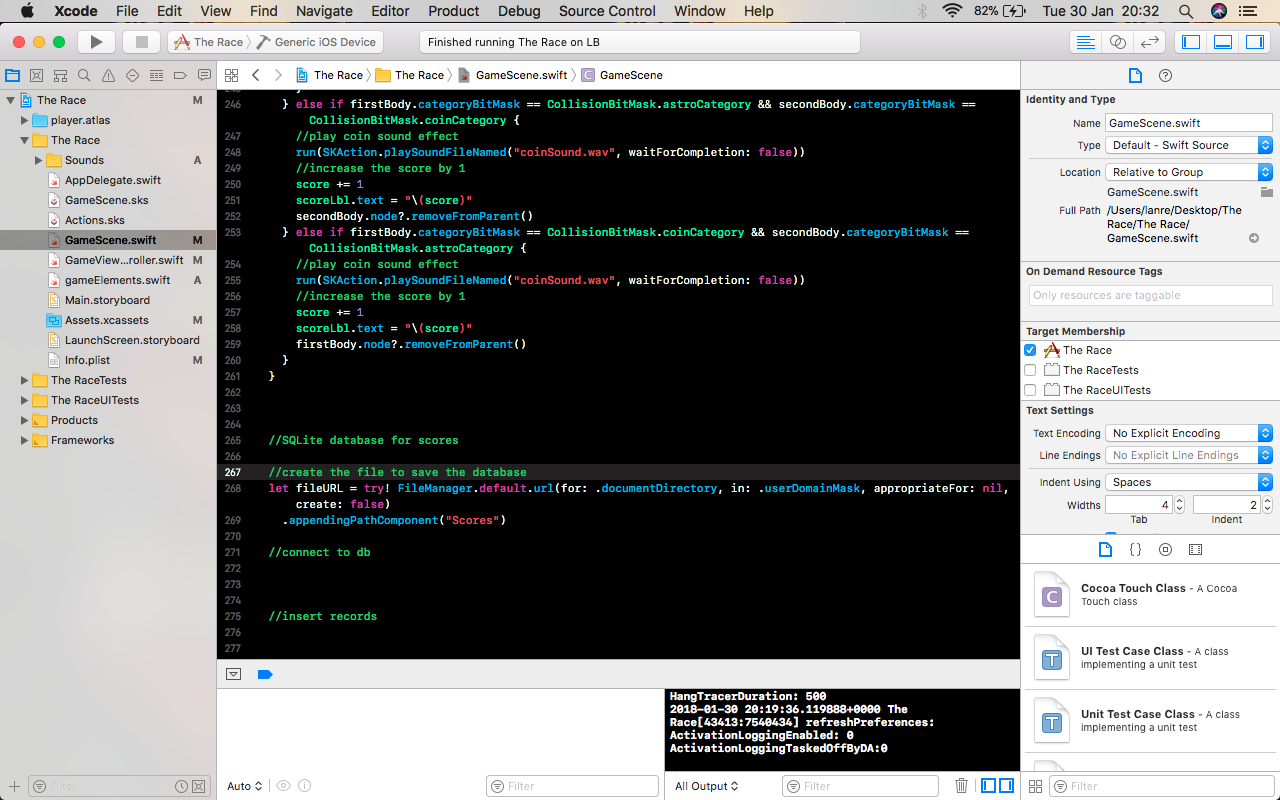 Xcode File Edit View Find Navigate Editor Product Debug Source Control Window Help 82% Tue 30 Jan 20:32
The Race Generic iOS Device Finished running The Race on LB
The Race M
player.atlas
The Race
Sounds A
AppDelegate.swift
GameScene.sks
Actions.sks
GameScene.swift M
GameView...roller.swift M
gameElements.swift A
Main.storyboard
Assets.xcassets M
LaunchScreen.storyboard
Info.plist M
The RaceTests
The RaceUITests
Products
Frameworks
Filter
The Race The Race GameScene.swift C GameScene
246 } else if firstBody.categoryBitMask == CollisionBitMask.astroCategory && secondBody.categoryBitMask ==
CollisionBitMask.coinCategory {
247 //play coin sound effect
248 run(SKAction.playSoundFileNamed("coinSound.wav", waitForCompletion: false))
249 //increase the score by 1
250 score += 1
251 scoreLbl.text = "\(score)"
252 secondBody.node?.removeFromParent()
253 } else if firstBody.categoryBitMask == CollisionBitMask.coinCategory && secondBody.categoryBitMask ==
CollisionBitMask.astroCategory {
254 //play coin sound effect
255 run(SKAction.playSoundFileNamed("coinSound.wav", waitForCompletion: false))
256 //increase the score by 1
257 score += 1
258 scoreLbl.text = "\(score)"
259 firstBody.node?.removeFromParent()
260 }
261 }
262
263
264
265 //SQLite database for scores
266
267 //create the file to save the database
268 let fileURL = try! FileManager.default.url(for: .documentDirectory, in: .userDomainMask, appropriateFor: nil,
create: false)
269 .appendingPathComponent("Scores")
270
271 //connect to db
272
273
274
275 //insert records
276
277
Auto Filter
HangTracerDuration: 500
2018-01-30 20:19:36.119888+0000 The
Race[43413:7540434] refreshPreferences:
ActivationLoggingEnabled: 0
ActivationLoggingTaskedOffByDA:0
All Output Filter
Identity and Type
Name GameScene.swift
Type Default - Swift Source
Location Relative to Group
GameScene.swift
Full Path /Users/lanre/Desktop/The
Race/The Race/
GameScene.swift
On Demand Resource Tags
Only resources are taggable
Target Membership
The Race
The RaceTests
The RaceUITests
Text Settings
Text Encoding No Explicit Encoding
Line Endings No Explicit Line Endings
Indent Using Spaces
Widths 4 2
Tab Indent
{}
C Cocoa Touch Class - A Cocoa
Touch class
T UI Test Case Class - A class
implementing a unit test
T Unit Test Case Class - A class
implementing a unit test
Filter